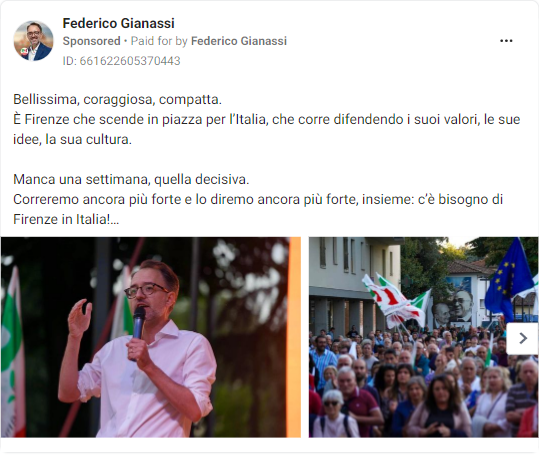 Federico Gianassi
Sponsored • Paid for by Federico Gianassi
ID: 661622605370443
Bellissima, coraggiosa, compatta.
È Firenze che scende in piazza per l'Italia, che corre difendendo i suoi valori, le sue
idee, la sua cultura.
Manca una settimana, quella decisiva.
Correremo ancora più forte e lo diremo ancora più forte, insieme: c'è bisogno di
Firenze in Italia!...